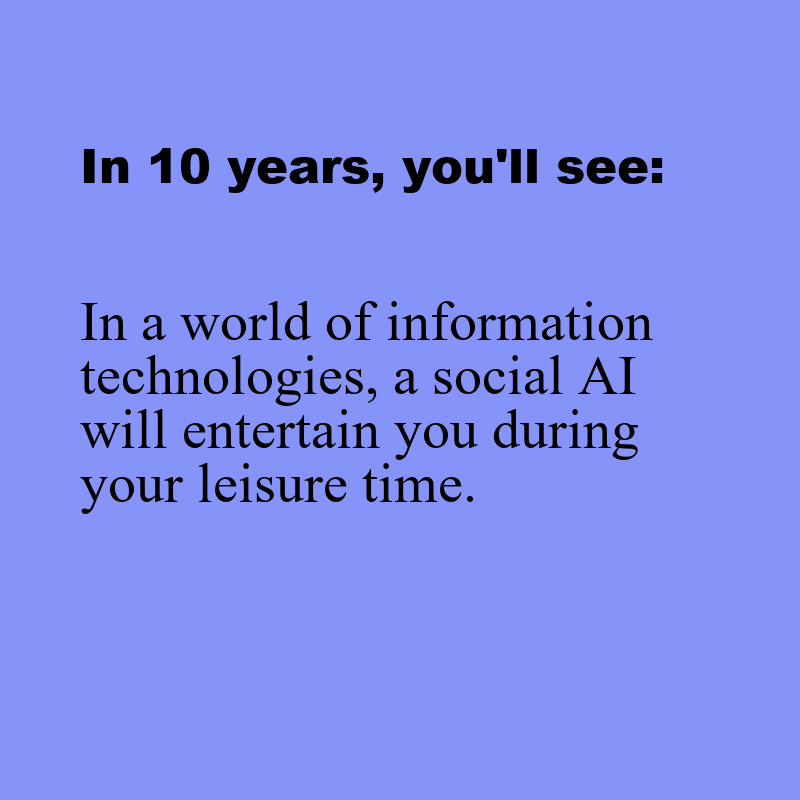 In 10 years, you'll see:
In a world of information
technologies, a social AI
will entertain you during
your leisure time.